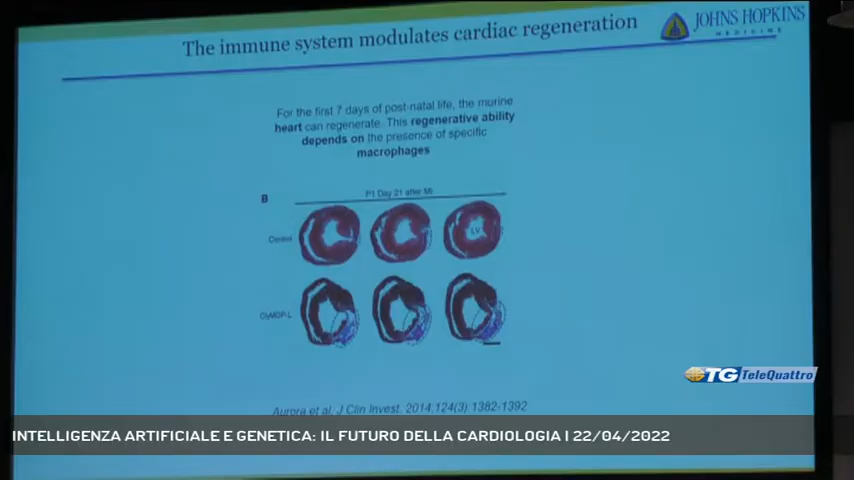 The immune system modulates cardiac regeneration
JOHNS HOPKINS
MEDICINE
For the first 7 days of post-natal life, the murine
heart can regenerate. This regenerative ability
depends on the presence of specific
macrophages
B
P1 Day 21 after MI
Control
LV
Aurora et al, J Clin Invest. 2014;124(3):1382-1392
TG TeleQuattro
INTELLIGENZA ARTIFICIALE E GENETICA: IL FUTURO DELLA CARDIOLOGIA | 22/04/2022